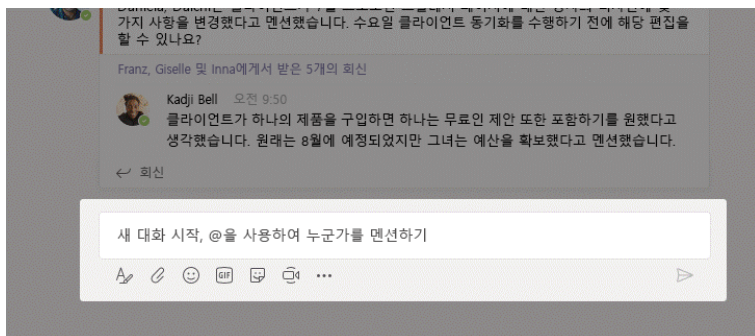 가지 사항을 변경했다고 멘션했습니다. 수요일 클라이언트 동기화를 수행하기 전에 해당 편집을
할 수 있나요?
Franz, Giselle 및 Inna에게서 받은 5개의 회신
Kadji Bell 오전 9:50
클라이언트가 하나의 제품을 구입하면 하나는 무료인 제안 또한 포함하기를 원했다고
생각했습니다. 원래는 8월에 예정되었지만 그녀는 예산을 확보했다고 멘션했습니다.
회신
새 대화 시작, @을 사용하여 누군가를 멘션하기
GIF